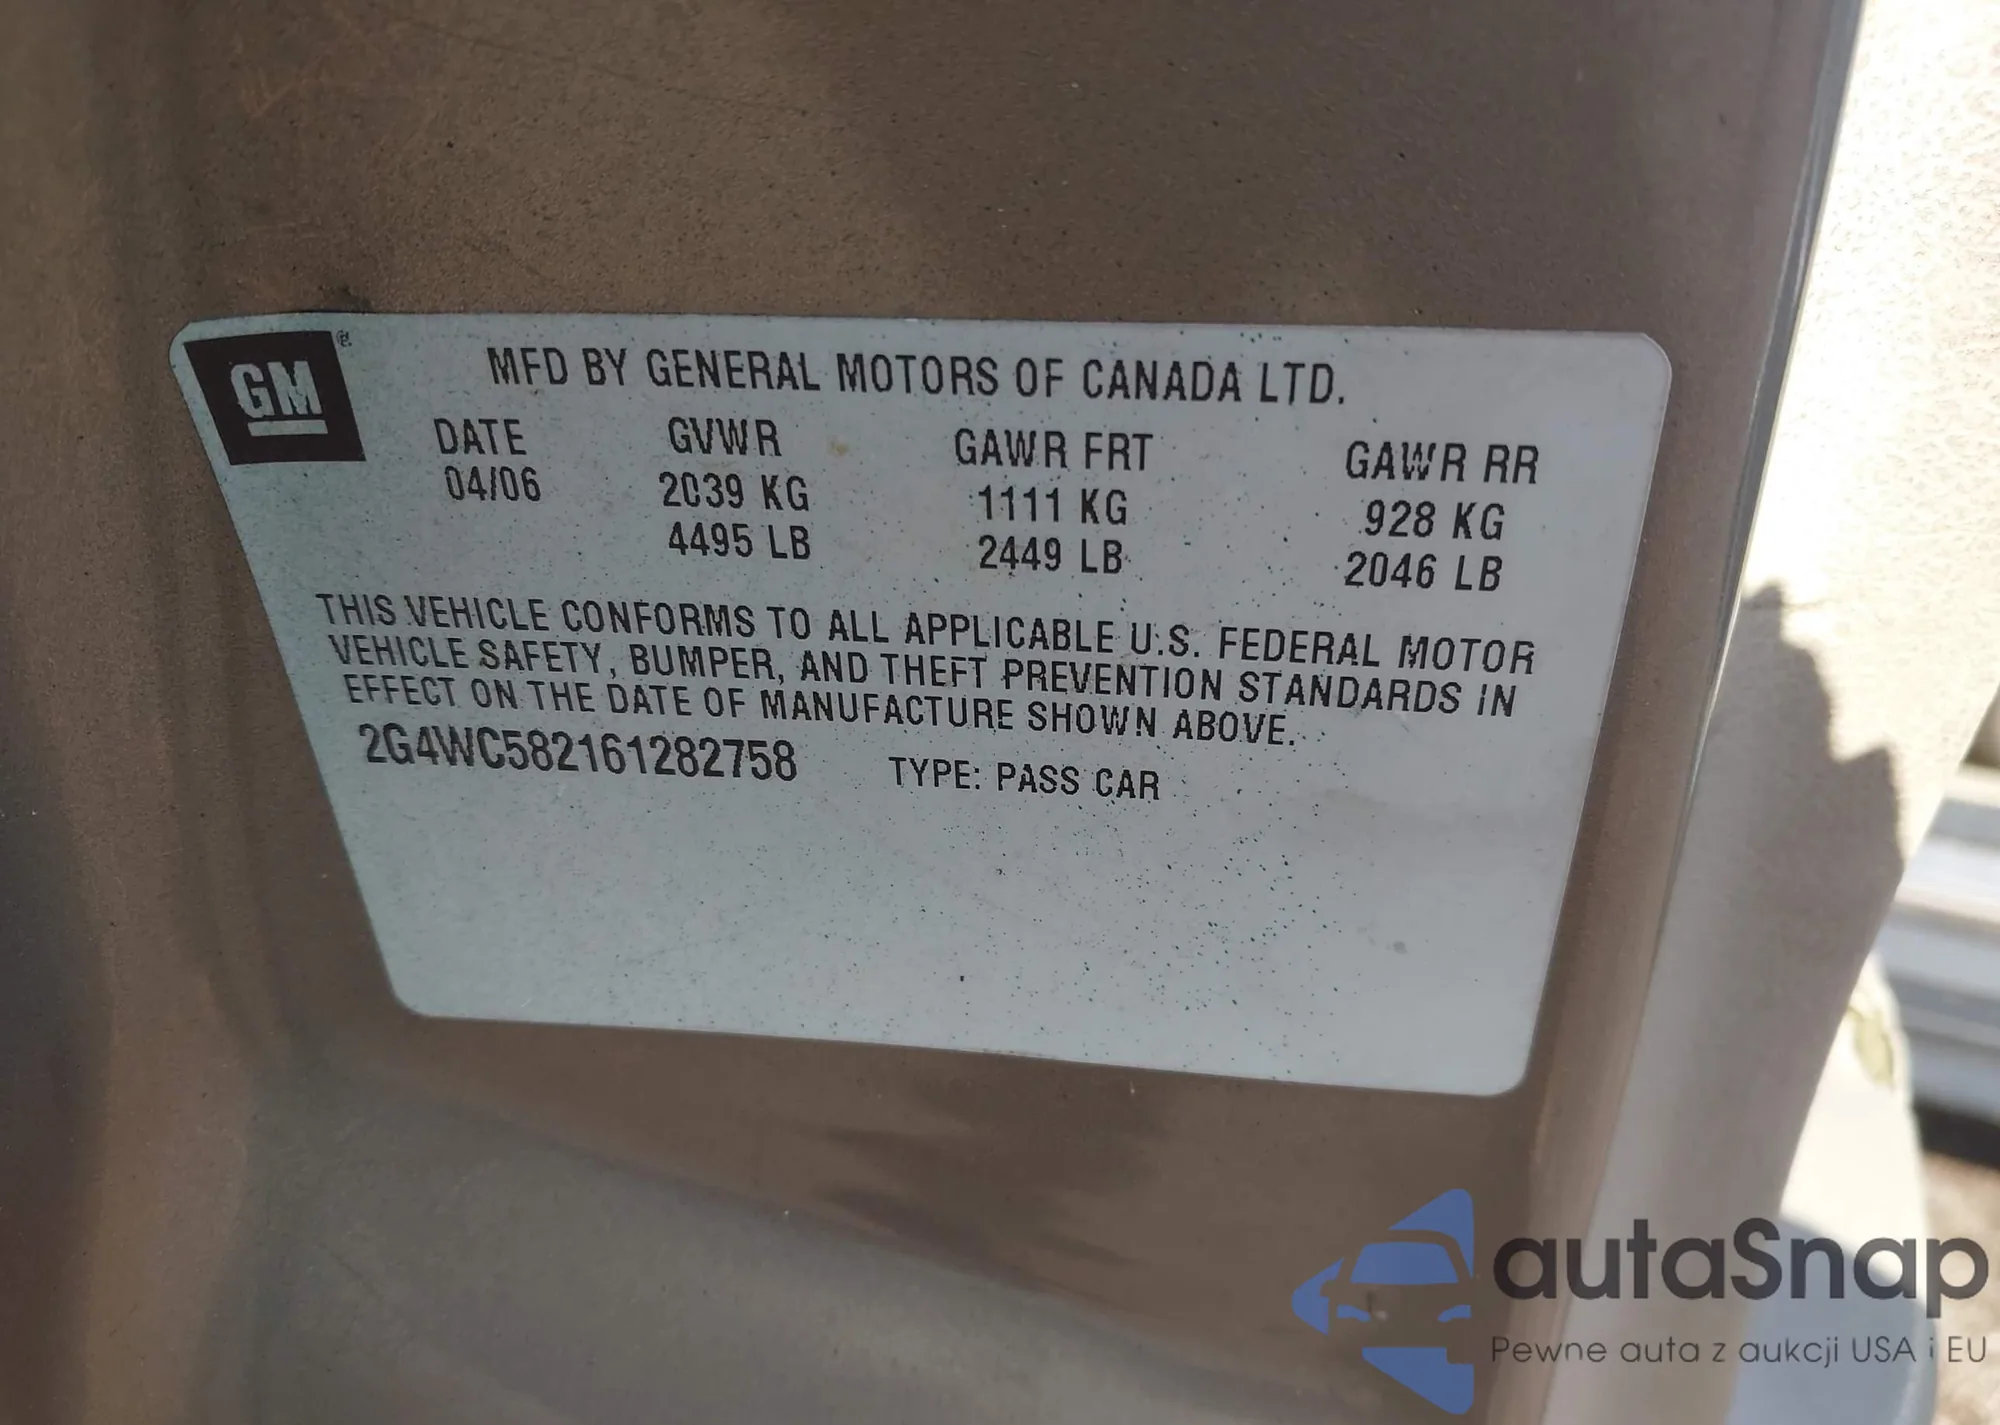 GM
MFD BY GENERAL MOTORS OF CANADA LTD.
DATE GVWR GAWR FRT GAWR RR
04/06 2039 KG 1111 KG 928 KG
4495 LB 2449 LB 2046 LB
THIS VEHICLE CONFORMS TO ALL APPLICABLE U.S. FEDERAL MOTOR
VEHICLE SAFETY, BUMPER, AND THEFT PREVENTION STANDARDS IN
EFFECT ON THE DATE OF MANUFACTURE SHOWN ABOVE.
2G4WC582161282758 TYPE: PASS CAR
autaSnap
Pewne auta z aukcji USA i EU